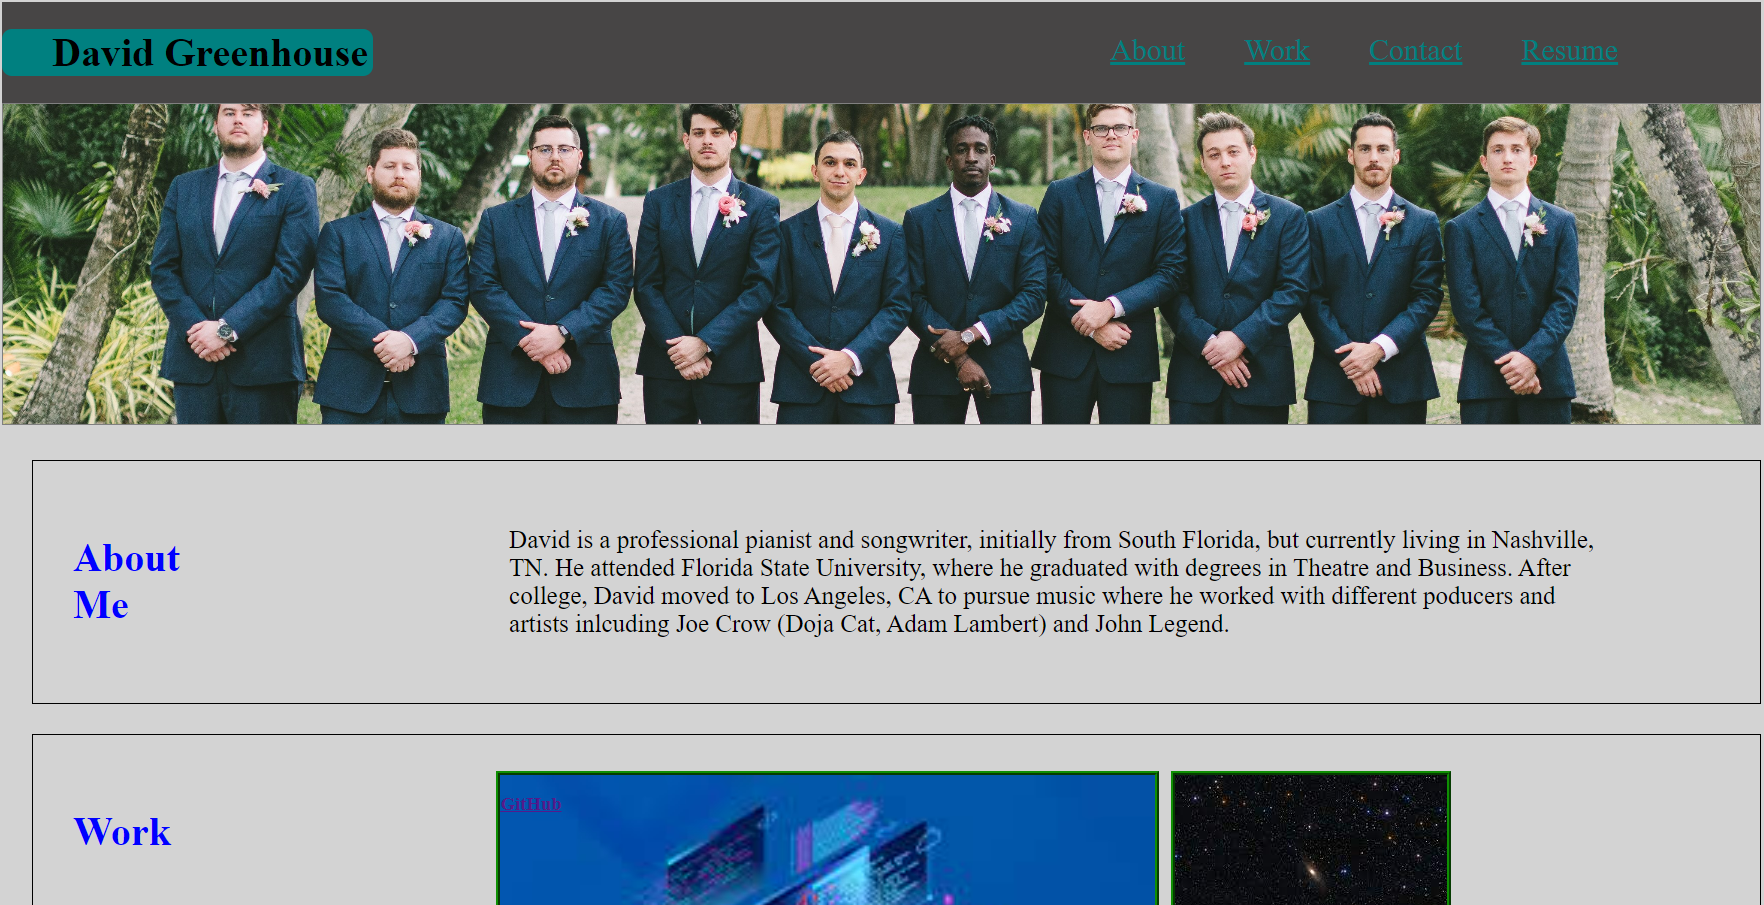 David Greenhouse
About Work Contact Resume
About
Me
David is a professional pianist and songwriter, initially from South Florida, but currently living in Nashville,
TN. He attended Florida State University, where he graduated with degrees in Theatre and Business. After
college, David moved to Los Angeles, CA to pursue music where he worked with different poducers and
artists inlcuding Joe Crow (Doja Cat, Adam Lambert) and John Legend.
Work
GitHub